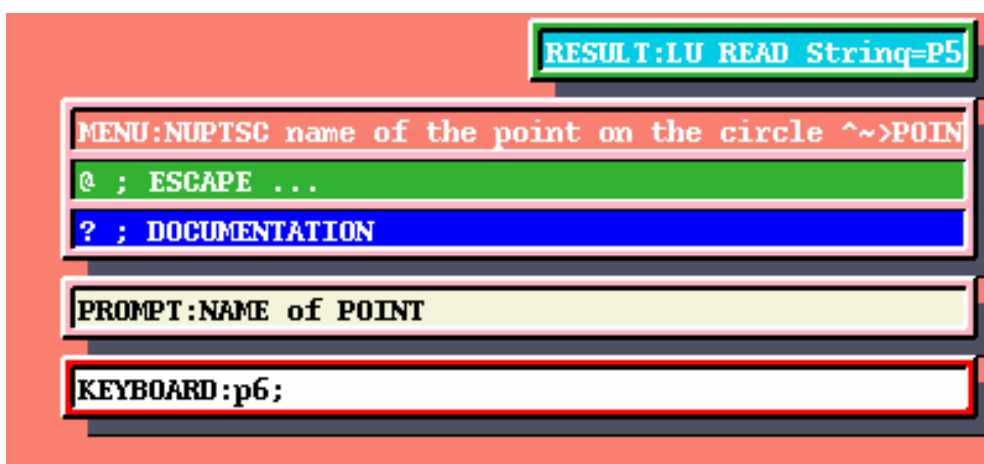 RESULT:LU READ String=P5
MENU:NUPTSC name of the point on the circle ^~>POIN
@ ; ESCAPE ...
? ; DOCUMENTATION
PROMPT:NAME of POINT
KEYBOARD:p6;